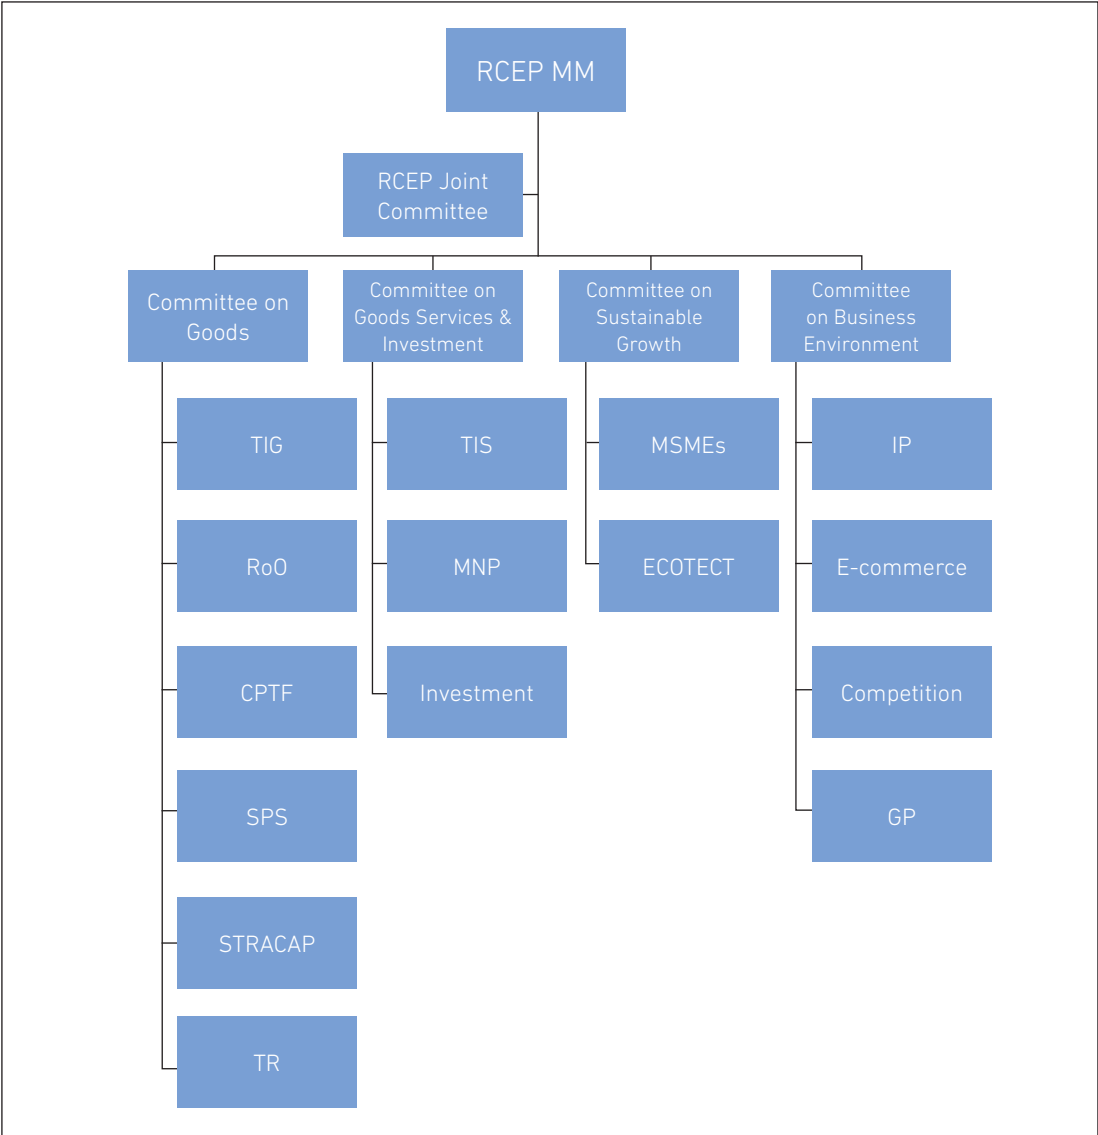 RCEP MM
RCEP Joint
Committee
Committee on
Goods
Committee on
Goods Services &
Investment
Committee on
Sustainable
Growth
Committee
on Business
Environment
TIG
RoO
CPTF
SPS
STRACAP
TR
TIS
MNP
Investment
MSMEs
ECOTECT
IP
E-commerce
Competition
GP